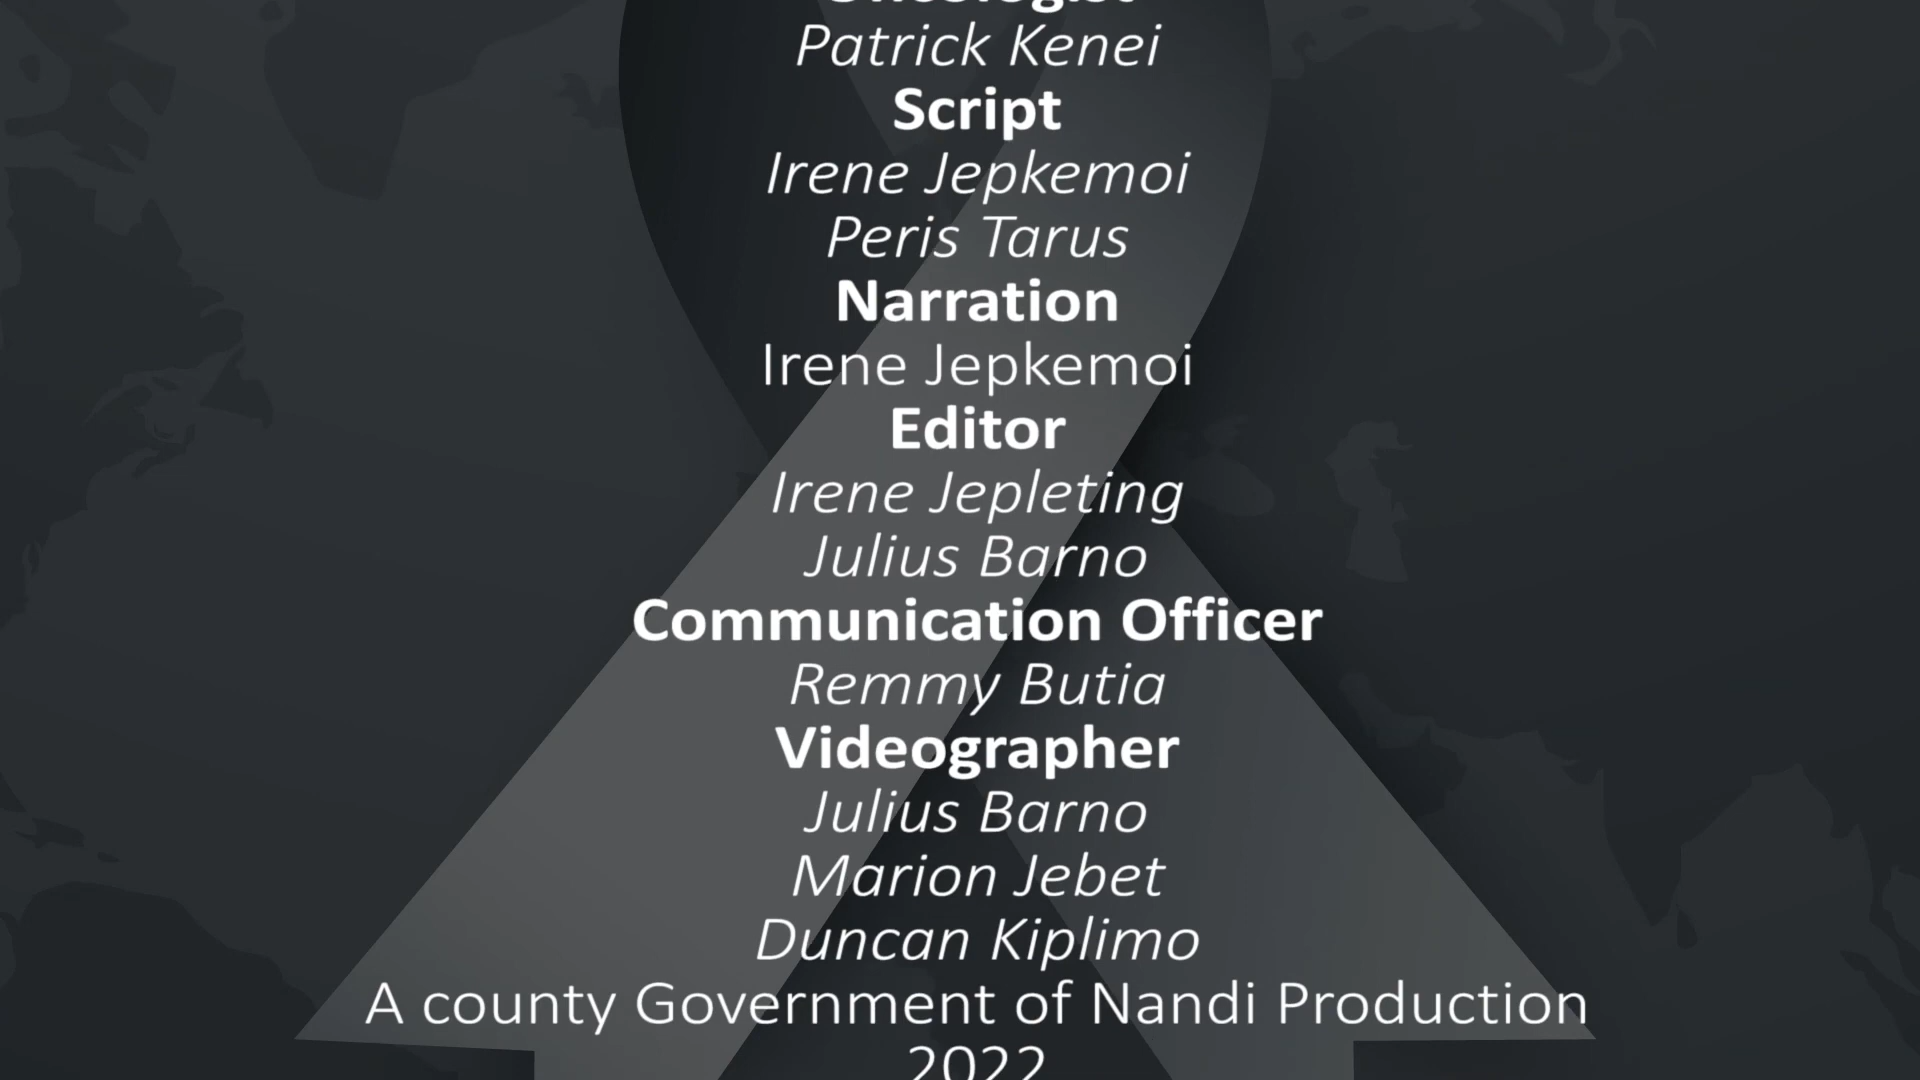 Oncologist
Patrick Kenei
Script
Irene Jepkemoi
Peris Tarus
Narration
Irene Jepkemoi
Editor
Irene Jepleting
Julius Barno
Communication Officer
Remmy Butia
Videographer
Julius Barno
Marion Jebet
Duncan Kiplimo
A county Government of Nandi Production
2022